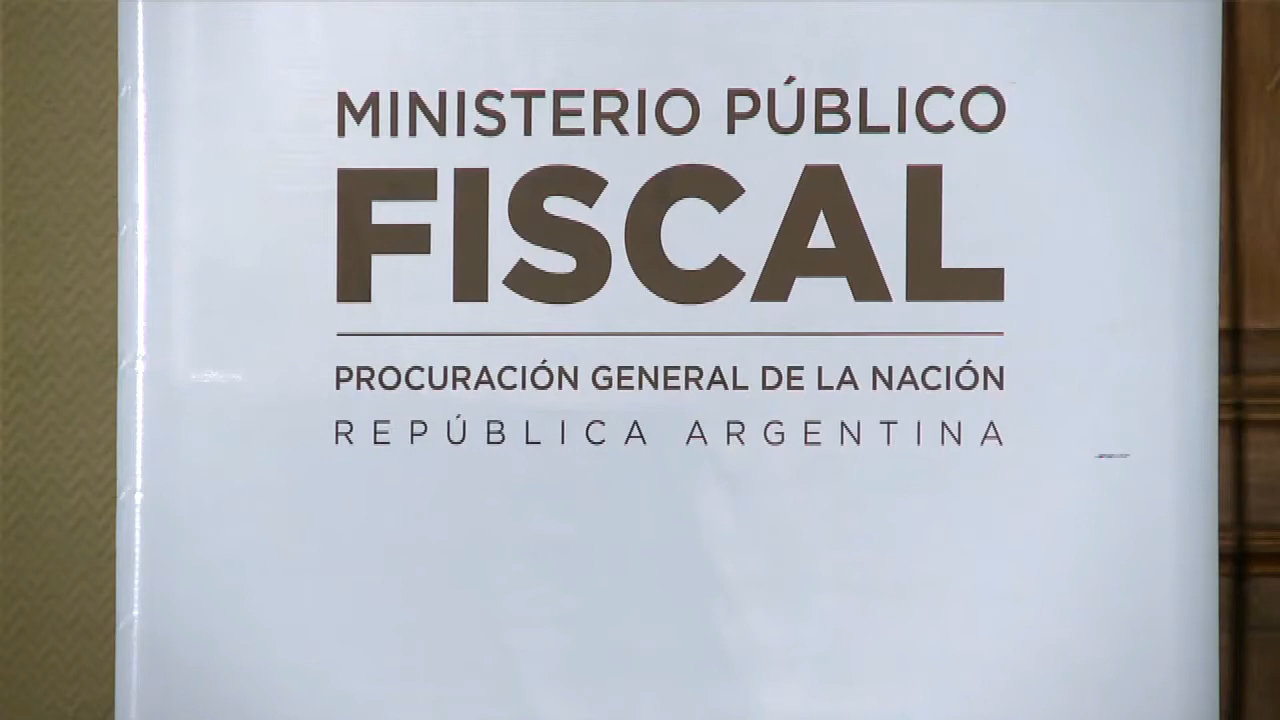 MINISTERIO PÚBLICO
FISCAL
PROCURACIÓN GENERAL DE LA NACIÓN
REPÚBLICA ARGENTINA